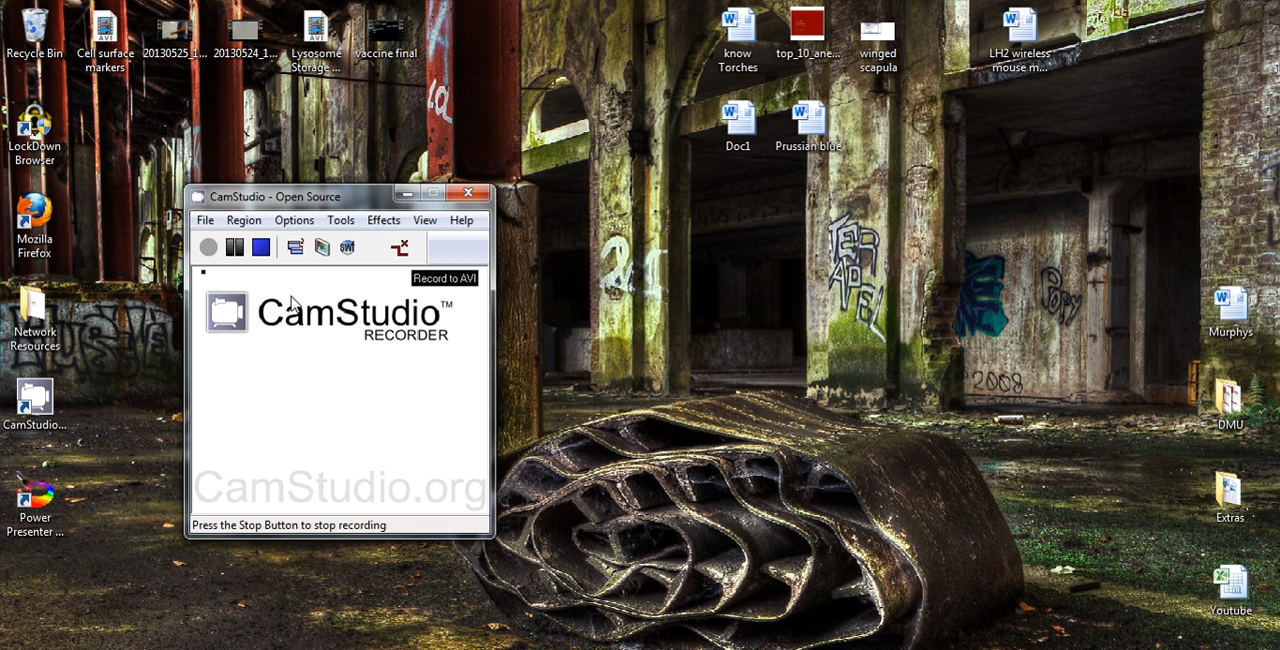 Recycle Bin
Cell surface
markers
20130525_1...
20130524_1...
Lysosome
Storage ...
vaccine final
know
Torches
top_10_ane...
winged
scapula
LH2 wireless
mouse m...
LockDown
Browser
Doc1
Prussian blue
Mozilla
Firefox
CamStudio - Open Source
File Region Options Tools Effects View Help
Record to AVI
CamStudio™
RECORDER
CamStudio.org
Press the Stop Button to stop recording
Network
Resources
CamStudio...
Power
Presenter ...
Murphys
DMU
Extras
Youtube
POPY
2008